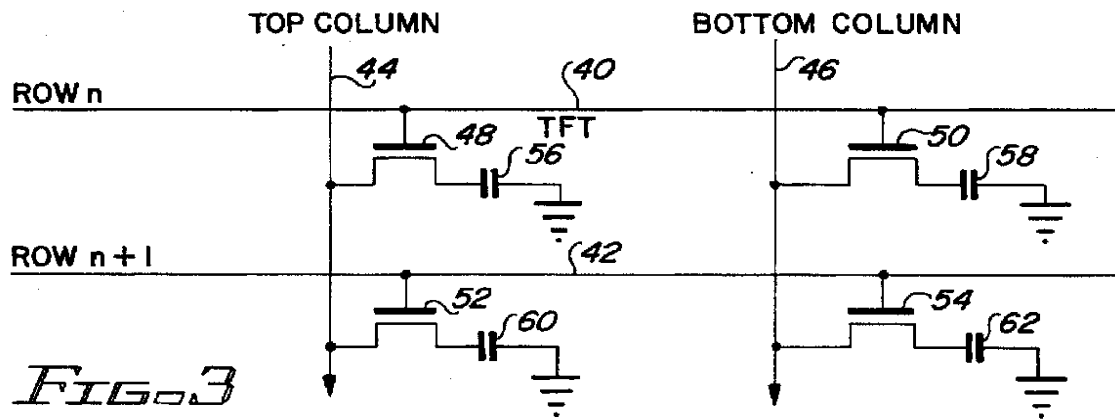 TOP COLUMN BOTTOM COLUMN
44 40 46
ROW n
TFT
48 56 50 58
ROW n + 1 42
52 60 54 62
FIG. 3